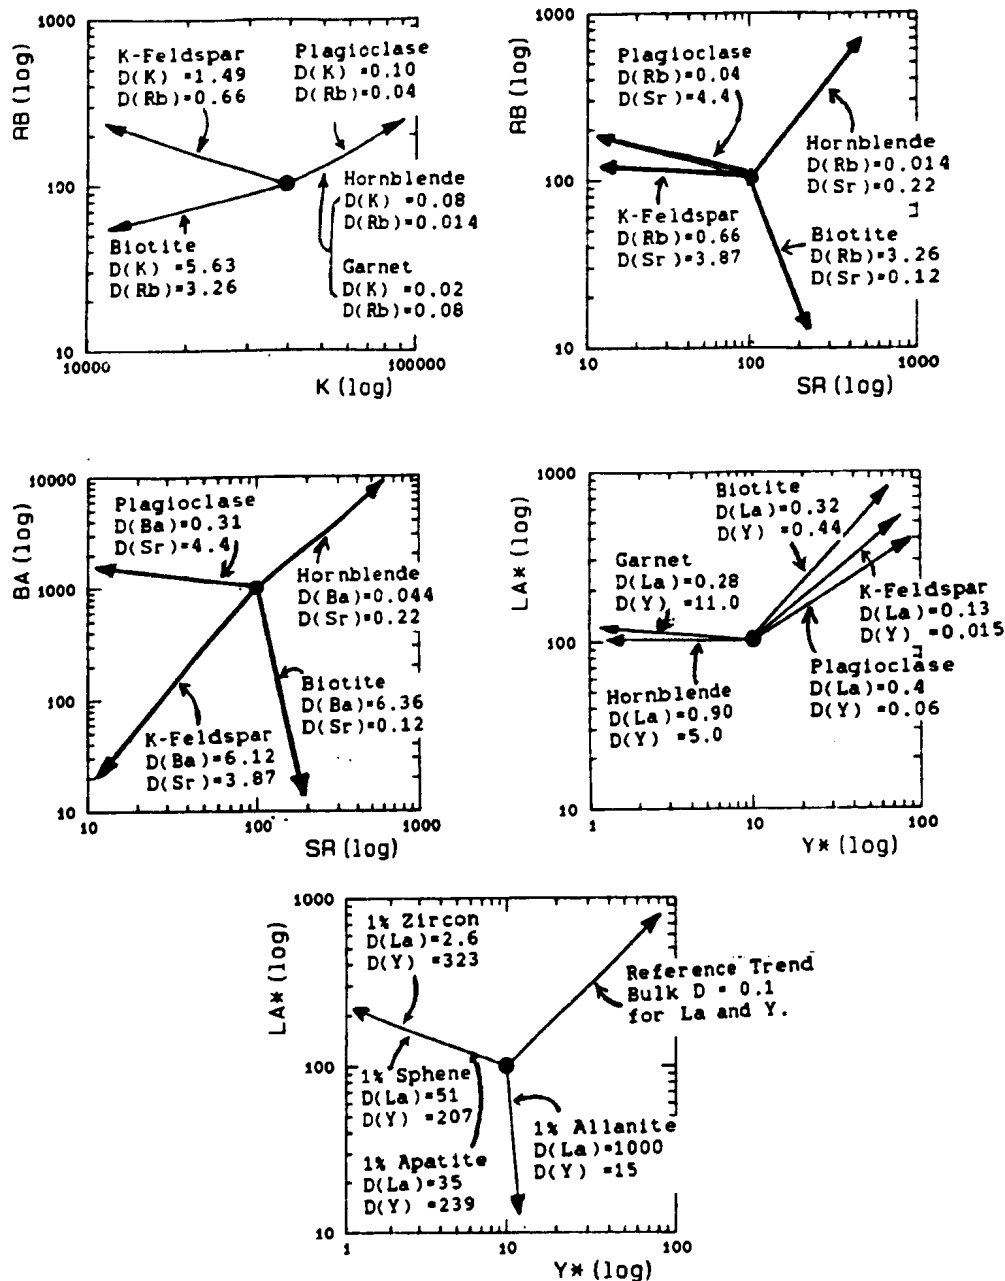 1000
RB (log)
100
10
10000
100000
K (log)
K-Feldspar
D(K) =1.49
D(Rb)=0.66
Plagioclase
D(K) =0.10
D(Rb)=0.04
Hornblende
D(K) =0.08
D(Rb)=0.014
Garnet
D(K) =0.02
D(Rb)=0.08
Biotite
D(K) =5.63
D(Rb)=3.26
1000
RB (log)
100
10
10
100
1000
SR (log)
Plagioclase
D(Rb)=0.04
D(Sr)=4.4
Hornblende
D(Rb)=0.014
D(Sr)=0.22
K-Feldspar
D(Rb)=0.66
D(Sr)=3.87
Biotite
D(Rb)=3.26
D(Sr)=0.12
10000
BA (log)
1000
100
10
10
100
1000
SR (log)
Plagioclase
D(Ba)=0.31
D(Sr)=4.4
Hornblende
D(Ba)=0.044
D(Sr)=0.22
Biotite
D(Ba)=6.36
D(Sr)=0.12
K-Feldspar
D(Ba)=6.12
D(Sr)=3.87
1000
LA* (log)
100
10
1
10
100
Y* (log)
Biotite
D(La)=0.32
D(Y) =0.44
Garnet
D(La)=0.28
D(Y) =11.0
K-Feldspar
D(La)=0.13
D(Y) =0.015
Plagioclase
D(La)=0.4
D(Y) =0.06
Hornblende
D(La)=0.90
D(Y) =5.0
1000
LA* (log)
100
10
1
10
100
Y* (log)
1% Zircon
D(La)=2.6
D(Y) =323
Reference Trend
Bulk D = 0.1
for La and Y.
1% Sphene
D(La)=51
D(Y) =207
1% Allanite
D(La)=1000
D(Y) =15
1% Apatite
D(La)=35
D(Y) =239